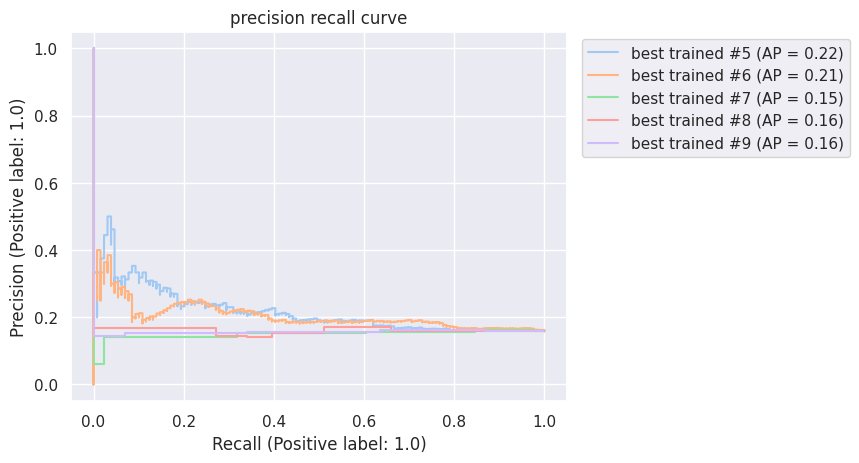 precision recall curve
Precision (Positive label: 1.0)
1.0
0.8
0.6
0.4
0.2
0.0
0.0 0.2 0.4 0.6 0.8 1.0
Recall (Positive label: 1.0)
best trained #5 (AP = 0.22)
best trained #6 (AP = 0.21)
best trained #7 (AP = 0.15)
best trained #8 (AP = 0.16)
best trained #9 (AP = 0.16)